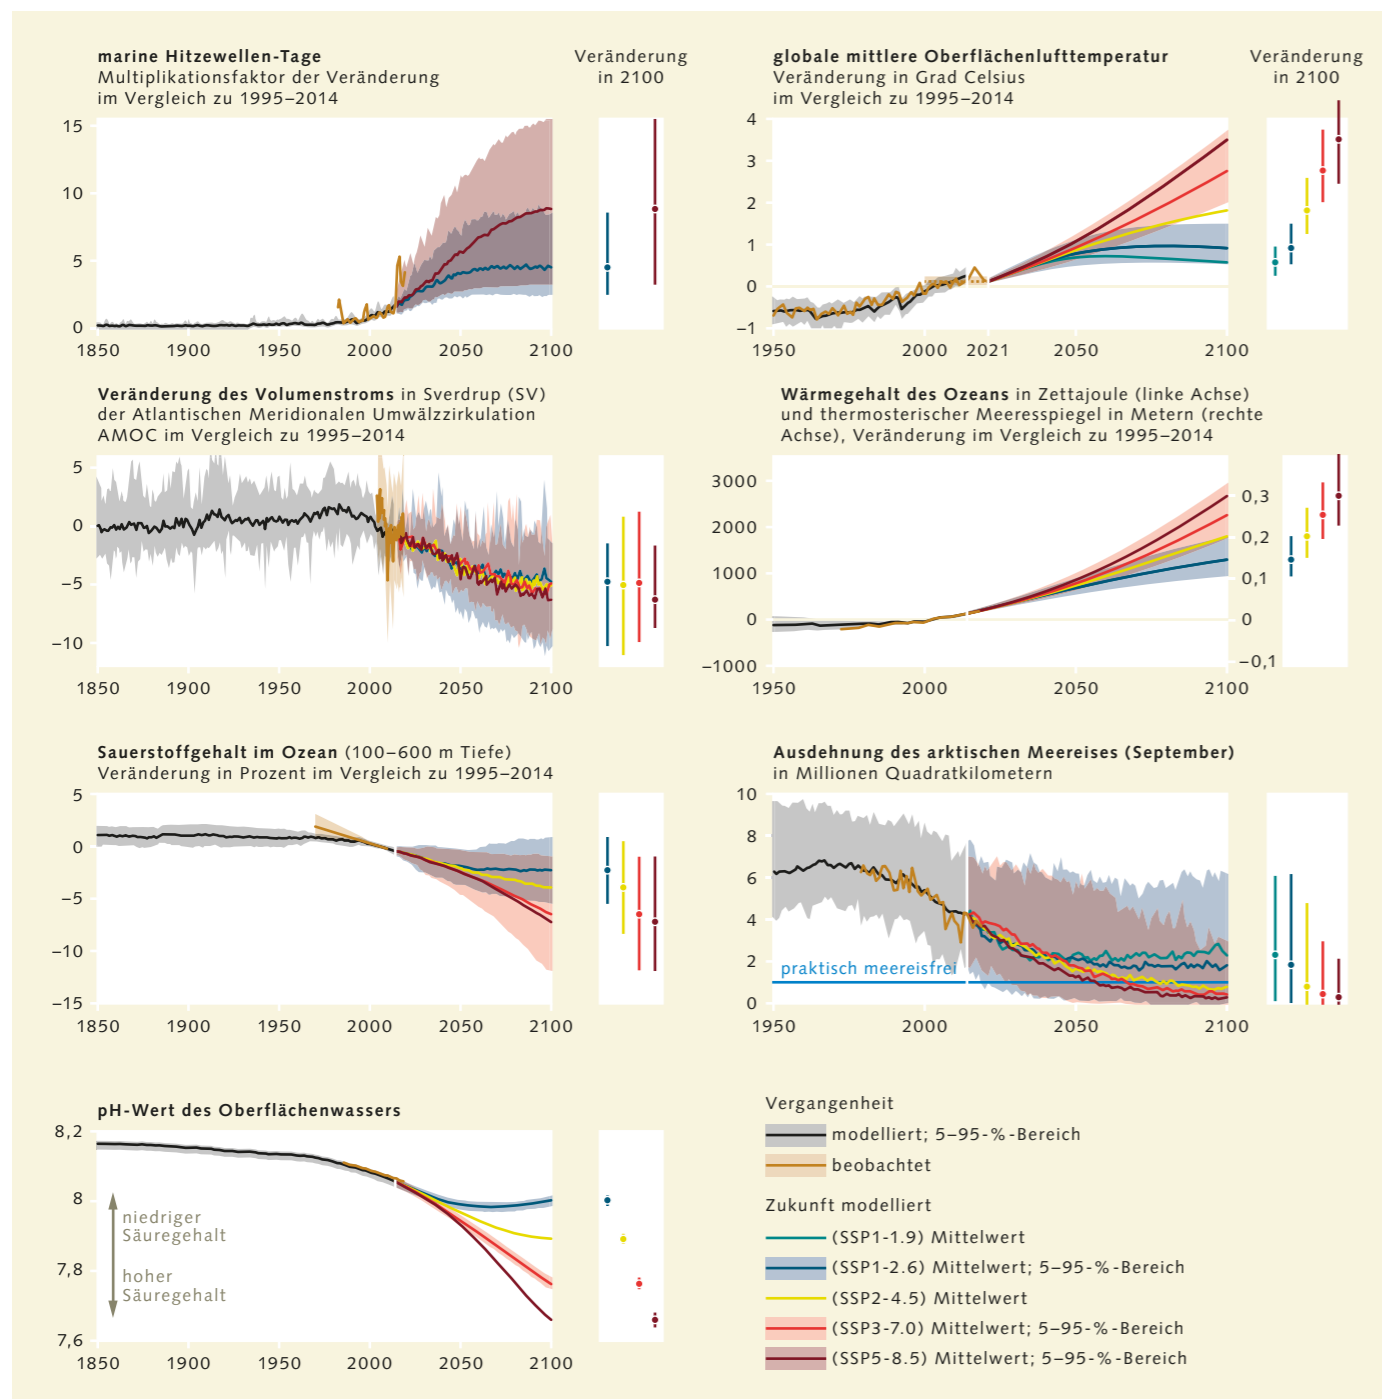 marine Hitzewellen-Tage
Multiplikationsfaktor der Veränderung
im Vergleich zu 1995–2014
Veränderung
in 2100
15
10
5
0
1850 1900 1950 2000 2050 2100
globale mittlere Oberflächenlufttemperatur
Veränderung in Grad Celsius
im Vergleich zu 1995–2014
Veränderung
in 2100
4
3
2
1
0
–1
1950 2000 2021 2050 2100
Veränderung des Volumenstroms in Sverdrup (SV)
der Atlantischen Meridionalen Umwälzzirkulation
AMOC im Vergleich zu 1995–2014
5
0
–5
–10
1850 1900 1950 2000 2050 2100
Wärmegehalt des Ozeans in Zettajoule (linke Achse)
und thermosterischer Meeresspiegel in Metern (rechte
Achse), Veränderung im Vergleich zu 1995–2014
3000
2000
1000
0
–1000
0,3
0,2
0,1
0
–0,1
1950 2000 2050 2100
Sauerstoffgehalt im Ozean (100–600 m Tiefe)
Veränderung in Prozent im Vergleich zu 1995–2014
5
0
–5
–10
–15
1850 1900 1950 2000 2050 2100
Ausdehnung des arktischen Meereises (September)
in Millionen Quadratkilometern
10
8
6
4
2
0
praktisch meereisfrei
1950 2000 2050 2100
pH-Wert des Oberflächenwassers
8,2
8
7,8
7,6
niedriger
Säuregehalt
hoher
Säuregehalt
1850 1900 1950 2000 2050 2100
Vergangenheit
modelliert; 5–95-%-Bereich
beobachtet
Zukunft modelliert
(SSP1-1.9) Mittelwert
(SSP1-2.6) Mittelwert; 5–95-%-Bereich
(SSP2-4.5) Mittelwert
(SSP3-7.0) Mittelwert; 5–95-%-Bereich
(SSP5-8.5) Mittelwert; 5–95-%-Bereich